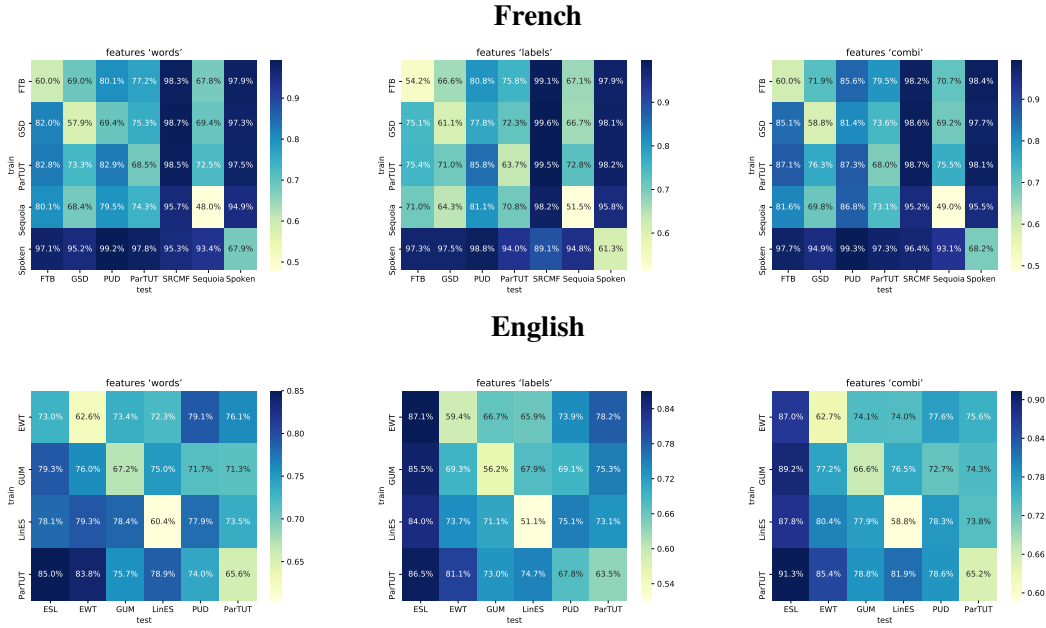 French
features ‘words’
FTB 60.0% 69.0% 80.1% 77.2% 98.3% 67.8% 97.9%
GSD 82.0% 57.9% 69.4% 75.3% 98.7% 69.4% 97.3%
ParTUT 82.8% 73.3% 82.9% 68.5% 98.5% 72.5% 97.5%
Sequoia 80.1% 68.4% 79.5% 74.3% 95.7% 48.0% 94.9%
Spoken 97.1% 95.2% 99.2% 97.8% 95.3% 93.4% 67.9%
train
FTB GSD PUD ParTUT SRCMF Sequoia Spoken
test
0.9
0.8
0.7
0.6
0.5
features ‘labels’
FTB 54.2% 66.6% 80.8% 75.8% 99.1% 67.1% 97.9%
GSD 75.1% 61.1% 77.8% 72.3% 99.6% 66.7% 98.1%
ParTUT 75.4% 71.0% 85.8% 63.7% 99.5% 72.8% 98.2%
Sequoia 71.0% 64.3% 81.1% 70.8% 98.2% 51.5% 95.8%
Spoken 97.3% 97.5% 98.8% 94.0% 89.1% 94.8% 61.3%
train
FTB GSD PUD ParTUT SRCMF Sequoia Spoken
test
0.9
0.8
0.7
0.6
features ‘combi’
FTB 60.0% 71.9% 85.6% 79.5% 98.2% 70.7% 98.4%
GSD 85.1% 58.8% 81.4% 73.6% 98.6% 69.2% 97.7%
ParTUT 87.1% 76.3% 87.3% 68.0% 98.7% 75.5% 98.1%
Sequoia 81.6% 69.8% 86.8% 73.1% 95.2% 49.0% 95.5%
Spoken 97.7% 94.9% 99.3% 97.3% 96.4% 93.1% 68.2%
train
FTB GSD PUD ParTUT SRCMF Sequoia Spoken
test
0.9
0.8
0.7
0.6
0.5
English
features ‘words’
EWT 73.0% 62.6% 73.4% 72.3% 79.1% 76.1%
GUM 79.3% 76.0% 67.2% 75.0% 71.7% 71.3%
LinES 78.1% 79.3% 78.4% 60.4% 77.9% 73.5%
ParTUT 85.0% 83.8% 75.7% 78.9% 74.0% 65.6%
train
ESL EWT GUM LinES PUD ParTUT
test
0.85
0.80
0.75
0.70
0.65
features ‘labels’
EWT 87.1% 59.4% 66.7% 65.9% 73.9% 78.2%
GUM 85.5% 69.3% 56.2% 67.9% 69.1% 75.3%
LinES 84.0% 73.7% 71.1% 51.1% 75.1% 73.1%
ParTUT 86.5% 81.1% 73.0% 74.7% 67.8% 63.5%
train
ESL EWT GUM LinES PUD ParTUT
test
0.84
0.78
0.72
0.66
0.60
0.54
features ‘combi’
EWT 87.0% 62.7% 74.1% 74.0% 77.6% 75.6%
GUM 89.2% 77.2% 66.6% 76.5% 72.7% 74.3%
LinES 87.8% 80.4% 77.9% 58.8% 78.3% 73.8%
ParTUT 91.3% 85.4% 78.8% 81.9% 78.6% 65.2%
train
ESL EWT GUM LinES PUD ParTUT
test
0.90
0.84
0.78
0.72
0.66
0.60